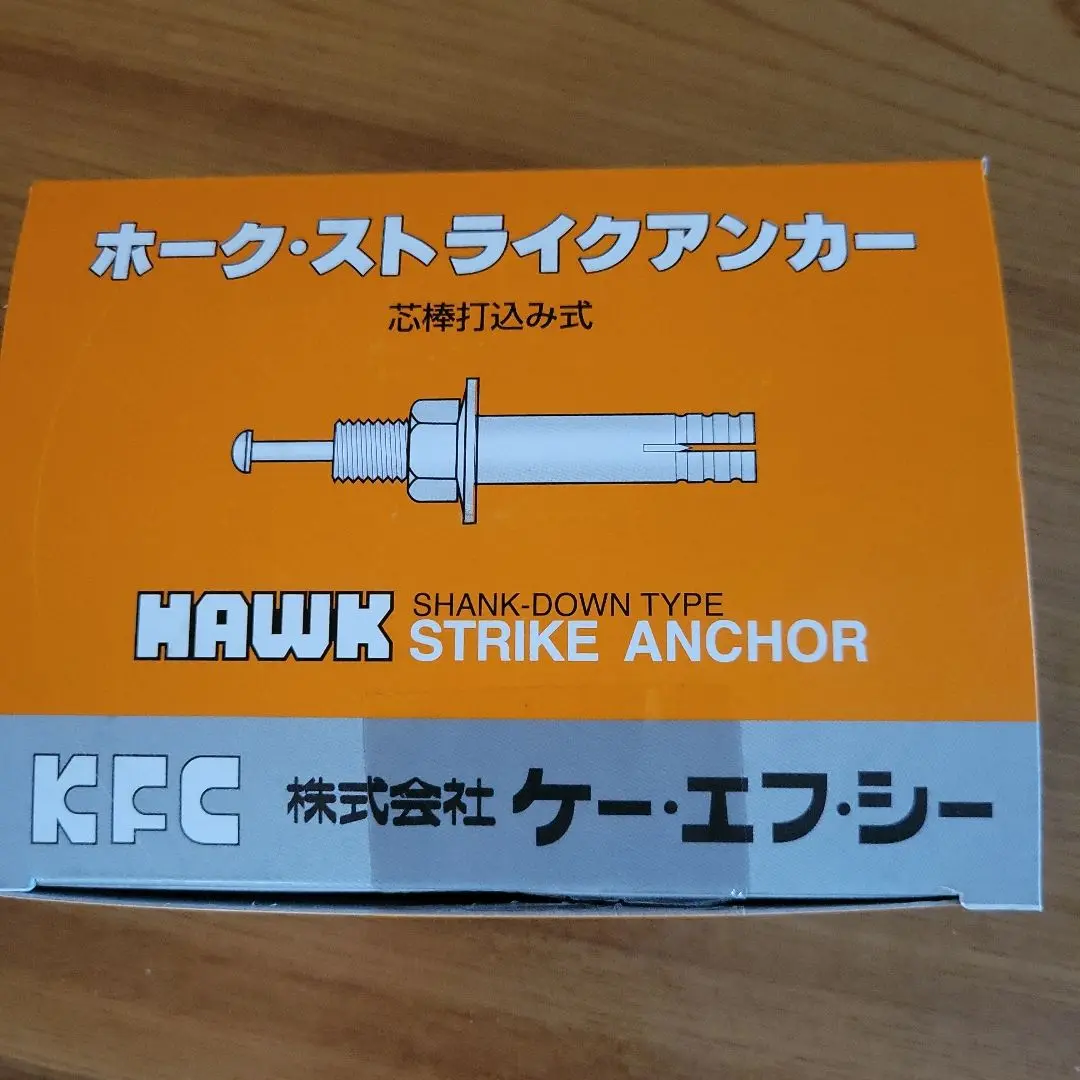 ホーク・ストライクアンカー
芯棒打込み式
HAWK SHANK-DOWN TYPE
STRIKE ANCHOR
KFC 株式会社 ケー・エフ・シー